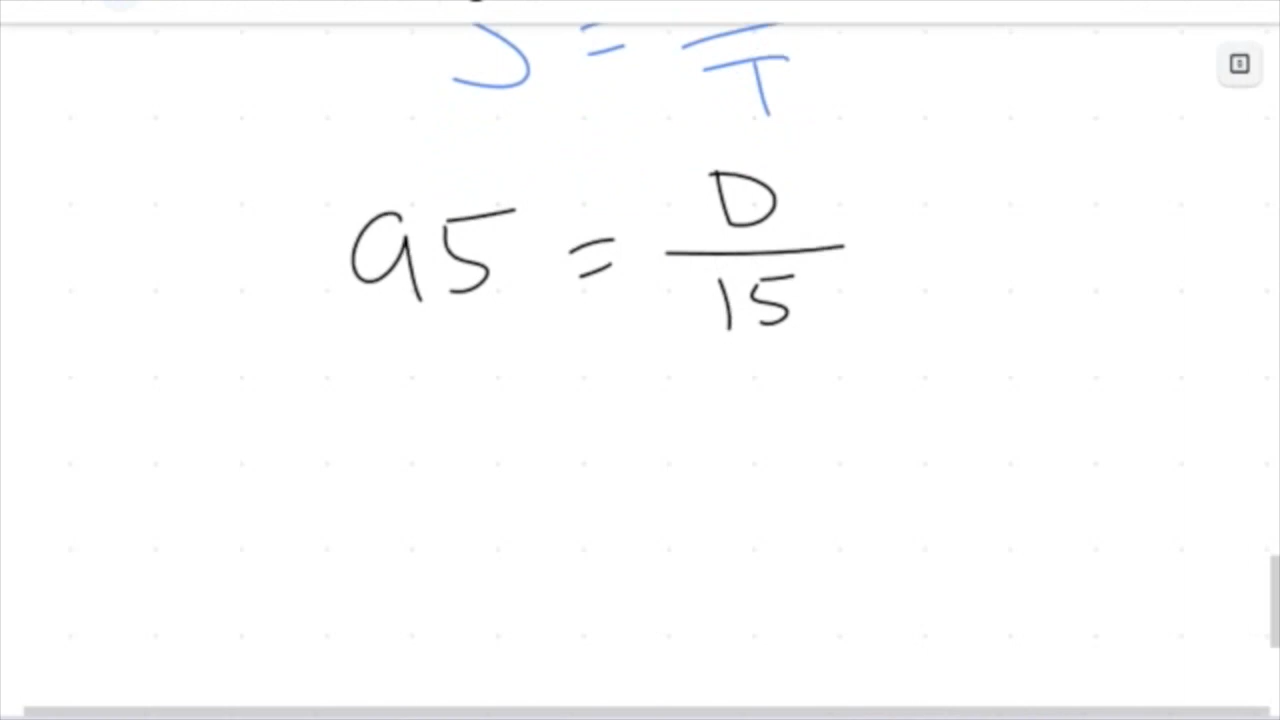 S = — T
95 = D/15